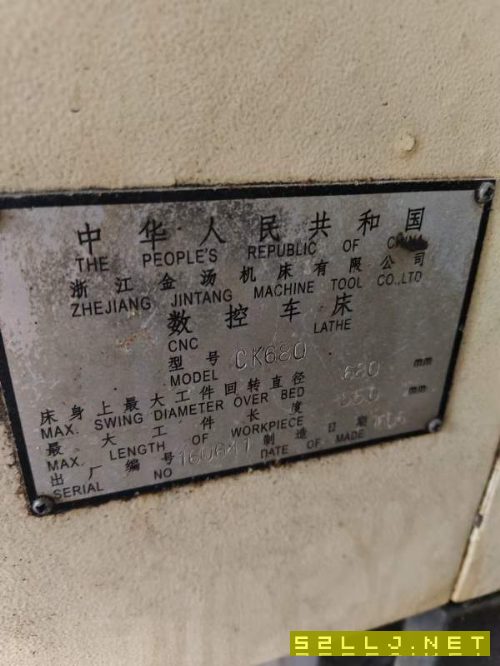 中华人民共和国
THE PEOPLE'S REPUBLIC OF CHINA
浙江金汤机床有限公司
ZHEJIANG JINTANG MACHINE TOOL CO.,LTD
数控车床
CNC LATHE
型号 CK680
MODEL
床身上最大工件回转直径 680 mm
MAX. SWING DIAMETER OVER BED
最大工件长度 mm
MAX. LENGTH OF WORKPIECE
出厂编号 制造日期
SERIAL NO DATE OF MADE
52LLJ.NET